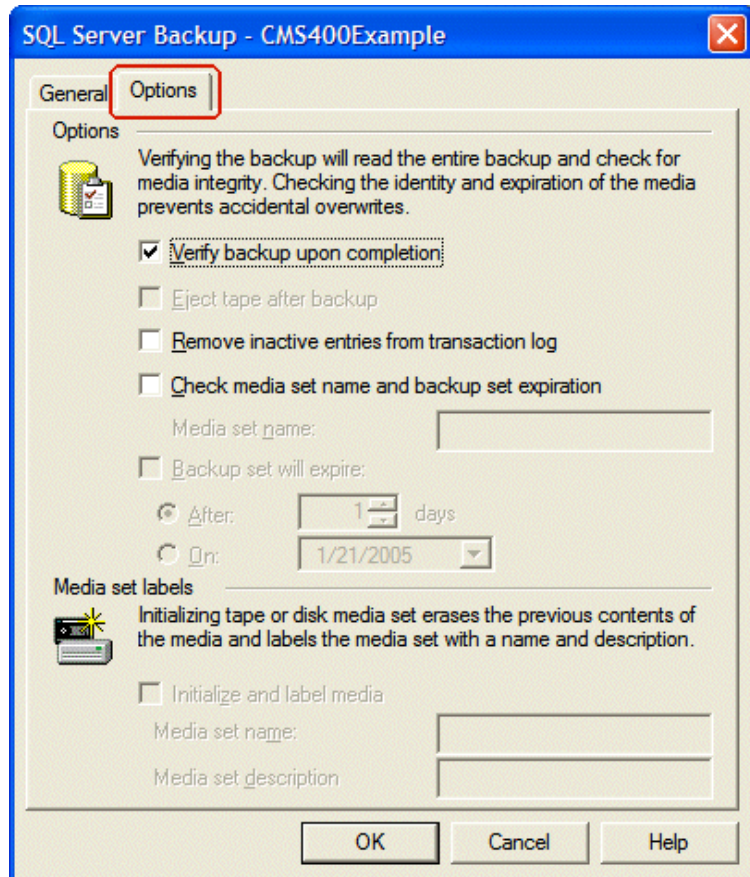 SQL Server Backup - CMS400Example
General
Options
Options
Verifying the backup will read the entire backup and check for
media integrity. Checking the identity and expiration of the media
prevents accidental overwrites.
Verify backup upon completion
Eject tape after backup
Remove inactive entries from transaction log
Check media set name and backup set expiration
Media set name:
Backup set will expire:
After:
1
days
On:
1/21/2005
Media set labels
Initializing tape or disk media set erases the previous contents of
the media and labels the media set with a name and description.
Initialize and label media
Media set name:
Media set description
OK
Cancel
Help